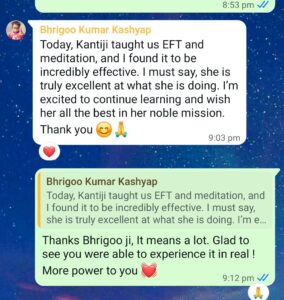 8:53 pm
Bhrigoo Kumar Kashyap
Today, Kantiji taught us EFT and
meditation, and I found it to be
incredibly effective. I must say, she is
truly excellent at what she is doing. I'm
excited to continue learning and wish
her all the best in her noble mission.
Thank you 😊🙏
9:03 pm
Bhrigoo Kumar Kashyap
Today, Kantiji taught us EFT and meditation, and
I found it to be incredibly effective. I must say,
she is truly excellent at what she is doing. I'm e...
Thanks Bhrigoo ji, It means a lot. Glad to
see you were able to experience it in real !
More power to you ❤️
9:12 pm